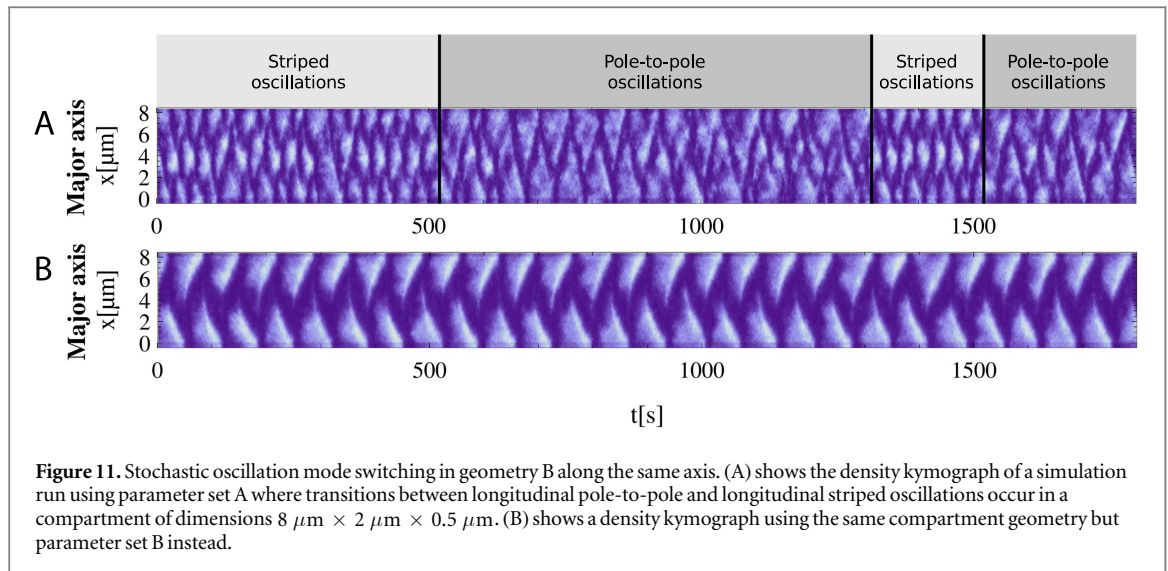 Striped
oscillations
Pole-to-pole
oscillations
Striped
oscillations
Pole-to-pole
oscillations
A
Major axis
x[μm]
8
6
4
2
0
0
500
1000
1500
B
Major axis
x[μm]
8
6
4
2
0
0
500
1000
1500
t[s]
Figure 11. Stochastic oscillation mode switching in geometry B along the same axis. (A) shows the density kymograph of a simulation
run using parameter set A where transitions between longitudinal pole-to-pole and longitudinal striped oscillations occur in a
compartment of dimensions 8 μm × 2 μm × 0.5 μm. (B) shows a density kymograph using the same compartment geometry but
parameter set B instead.